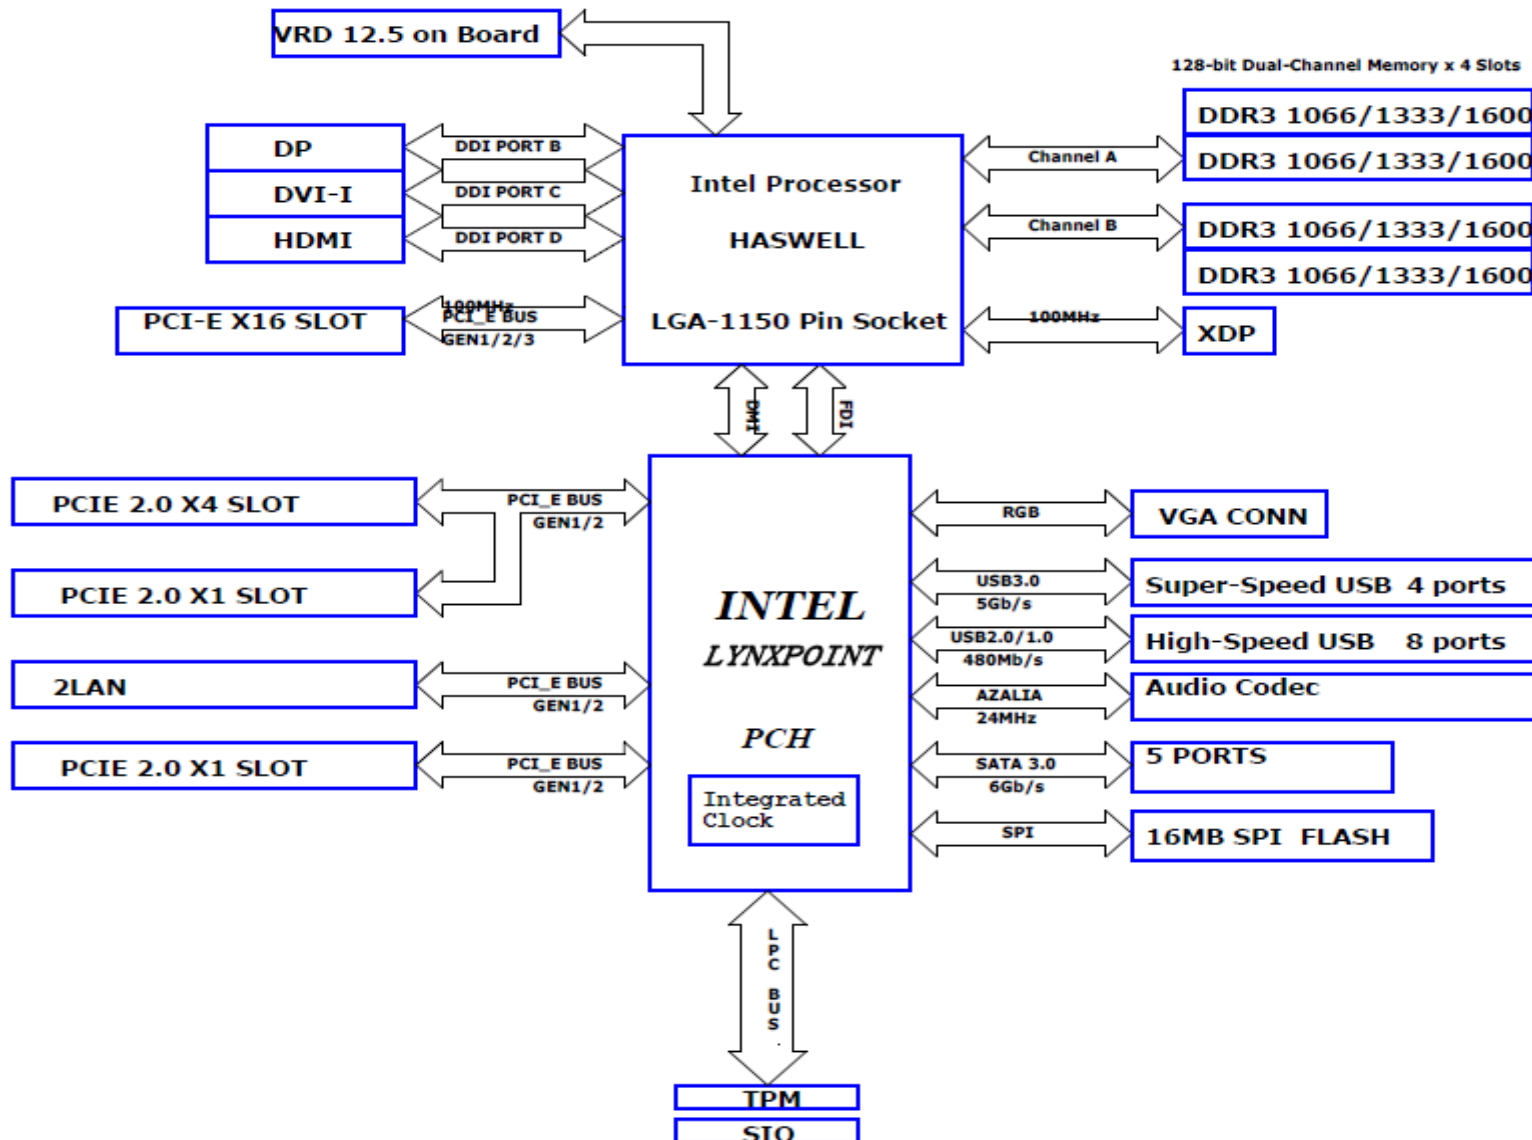 VRD 12.5 on Board
128-bit Dual-Channel Memory x 4 Slots
DDR3 1066/1333/1600
DDR3 1066/1333/1600
DDR3 1066/1333/1600
DDR3 1066/1333/1600
DP
DVI-I
HDMI
DDI PORT B
DDI PORT C
DDI PORT D
Intel Processor
HASWELL
LGA-1150 Pin Socket
Channel A
Channel B
PCI-E X16 SLOT
100MHz
PCI_E BUS
GEN1/2/3
100MHz
XDP
DMI
FDI
PCIE 2.0 X4 SLOT
PCI_E BUS
GEN1/2
PCIE 2.0 X1 SLOT
2LAN
PCI_E BUS
GEN1/2
PCIE 2.0 X1 SLOT
PCI_E BUS
GEN1/2
INTEL
LYNXPOINT
PCH
Integrated
Clock
RGB
VGA CONN
USB3.0
5Gb/s
Super-Speed USB 4 ports
USB2.0/1.0
480Mb/s
High-Speed USB 8 ports
AZALIA
24MHz
Audio Codec
SATA 3.0
6Gb/s
5 PORTS
SPI
16MB SPI FLASH
LPC BUS
TPM
SIO